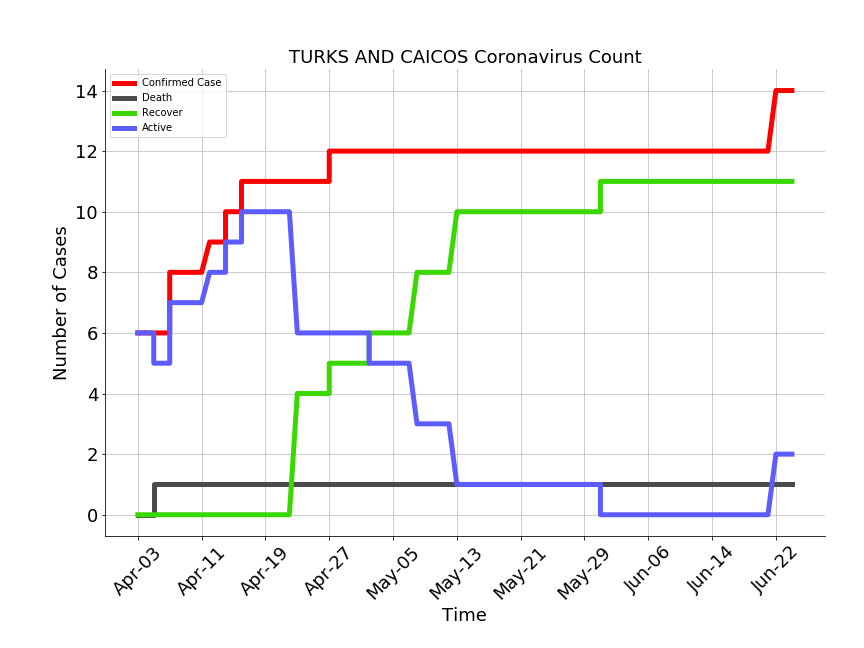 TURKS AND CAICOS Coronavirus Count
Confirmed Case
Death
Recover
Active
Number of Cases
14
12
10
8
6
4
2
0
Apr-03
Apr-11
Apr-19
Apr-27
May-05
May-13
May-21
May-29
Jun-06
Jun-14
Jun-22
Time